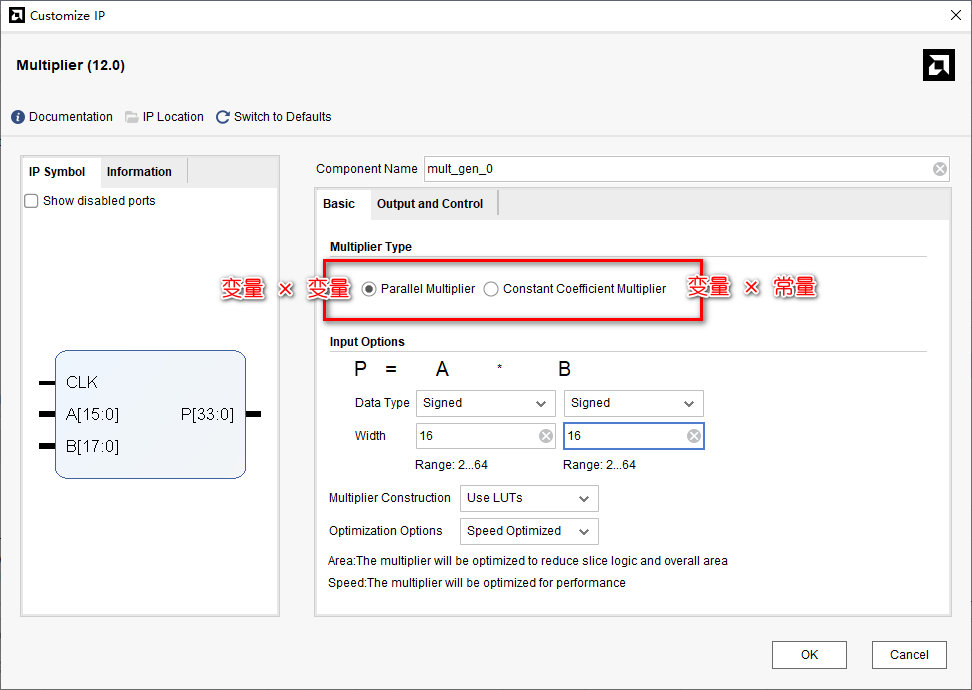 Customize IP
Multiplier (12.0)
Documentation IP Location Switch to Defaults
IP Symbol Information
Show disabled ports
CLK
A[15:0] P[33:0]
B[17:0]
Component Name mult_gen_0
Basic Output and Control
Multiplier Type
变量 × 变量 Parallel Multiplier Constant Coefficient Multiplier 变量 × 常量
Input Options
P = A * B
Data Type Signed Signed
Width 16 16
Range: 2...64 Range: 2...64
Multiplier Construction Use LUTs
Optimization Options Speed Optimized
Area:The multiplier will be optimized to reduce slice logic and overall area
Speed:The multiplier will be optimized for performance
OK Cancel